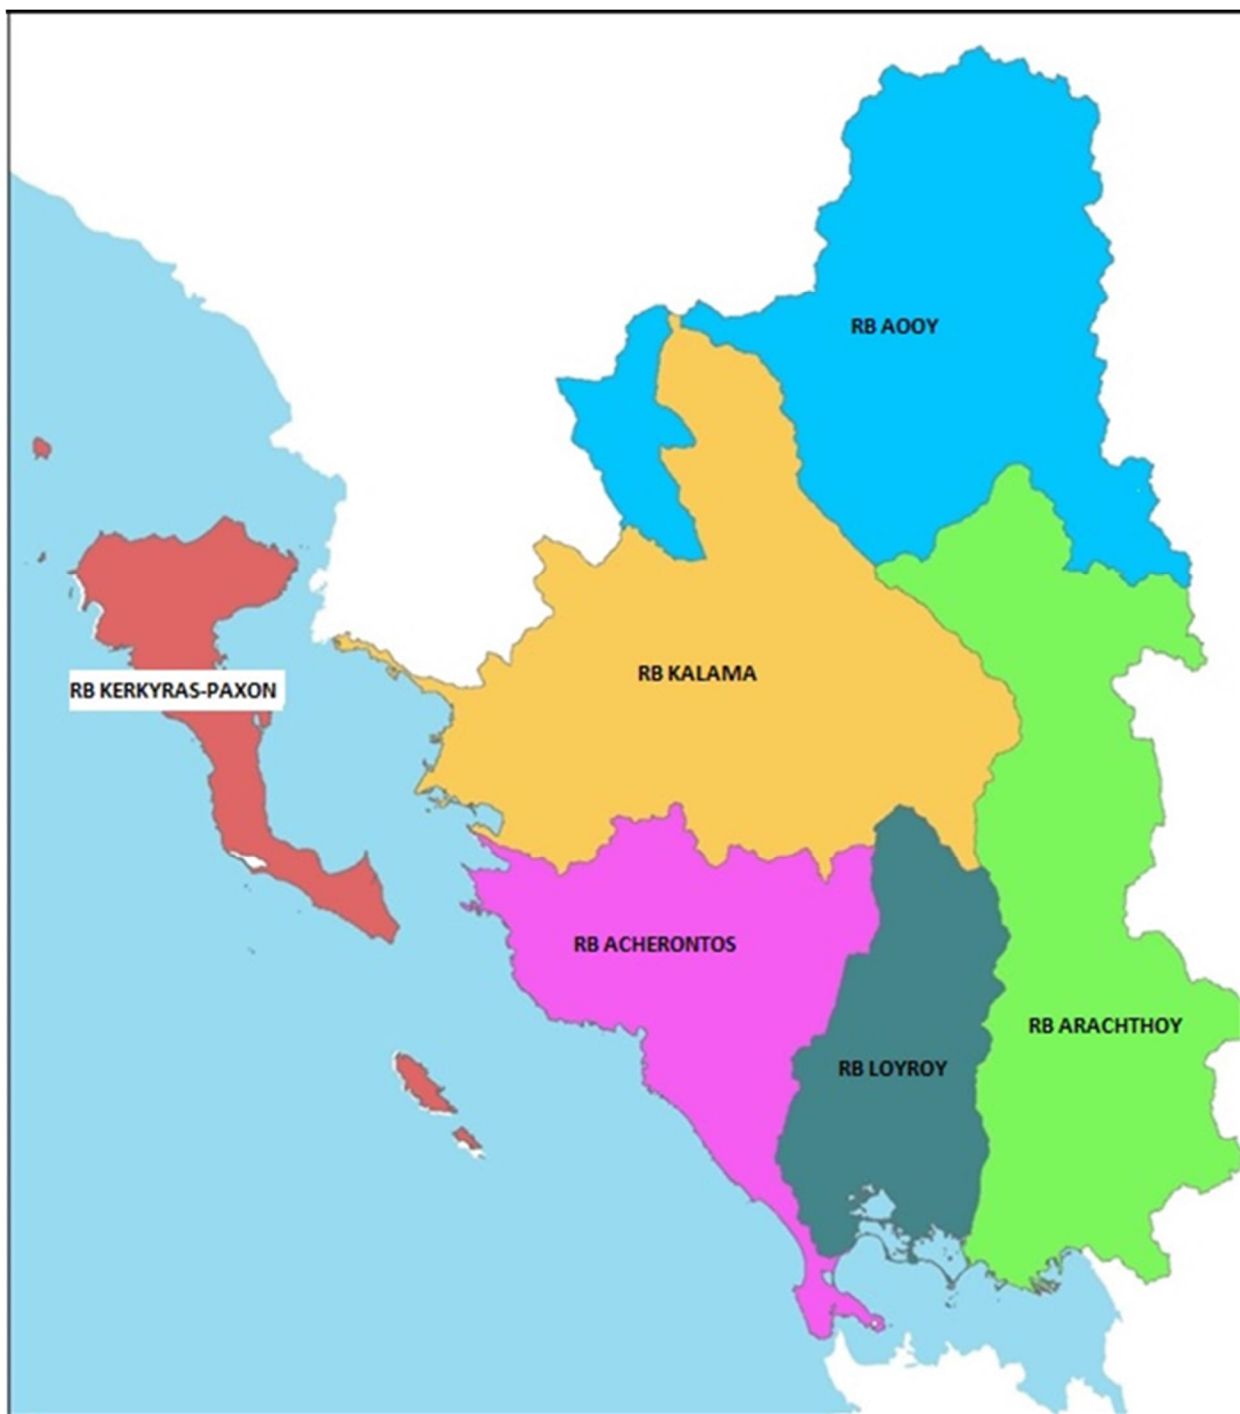 RB AOOY
RB KALAMA
RB KERKYRAS-PAXON
RB ACHERONTOS
RB ARACHTHOY
RB LOYROY